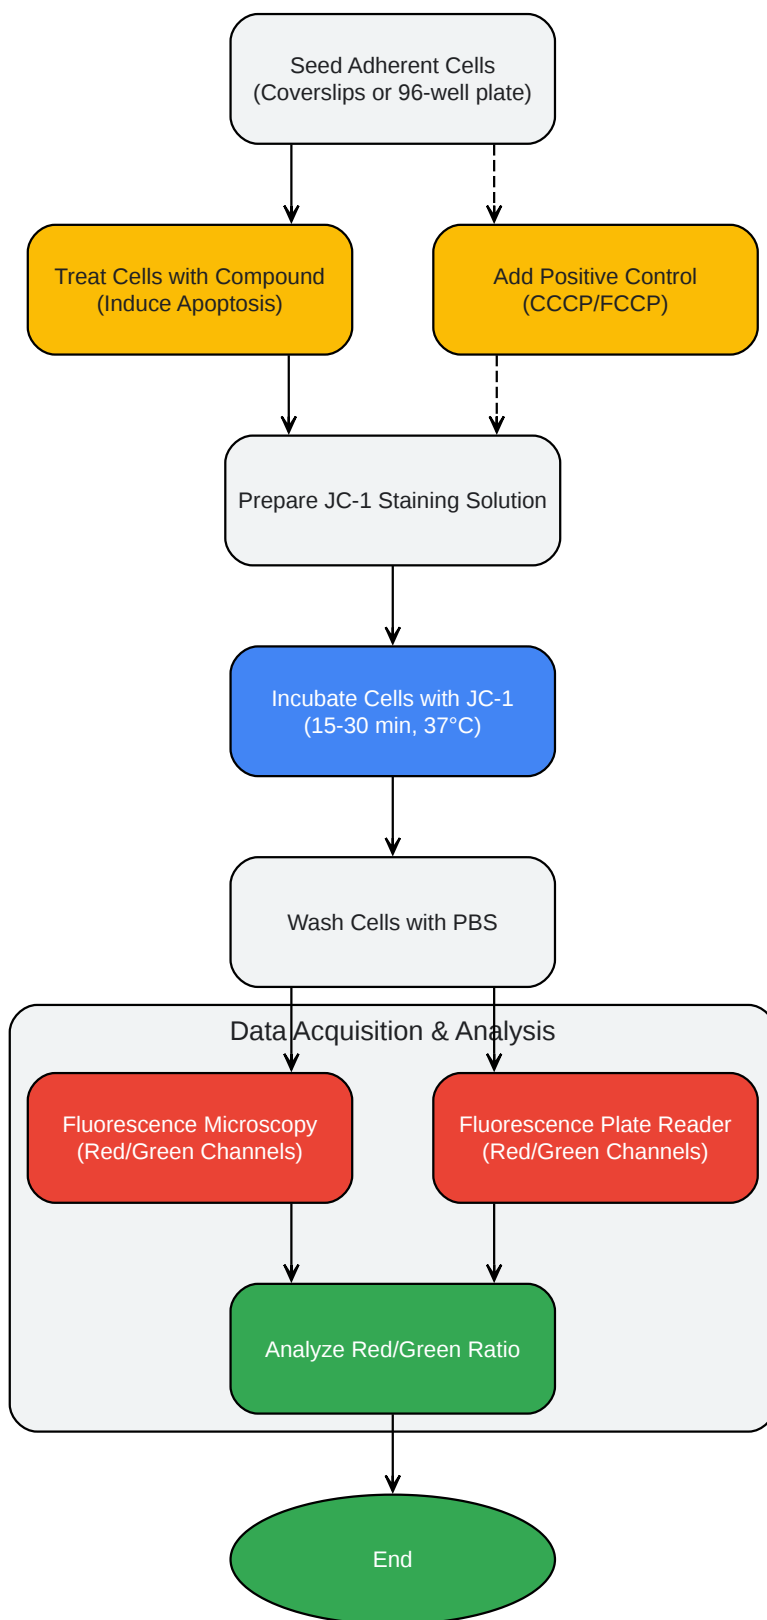 Seed Adherent Cells
(Coverslips or 96-well plate)
Treat Cells with Compound
(Induce Apoptosis)
Add Positive Control
(CCCP/FCCP)
Prepare JC-1 Staining Solution
Incubate Cells with JC-1
(15-30 min, 37°C)
Wash Cells with PBS
Data Acquisition & Analysis
Fluorescence Microscopy
(Red/Green Channels)
Fluorescence Plate Reader
(Red/Green Channels)
Analyze Red/Green Ratio
End